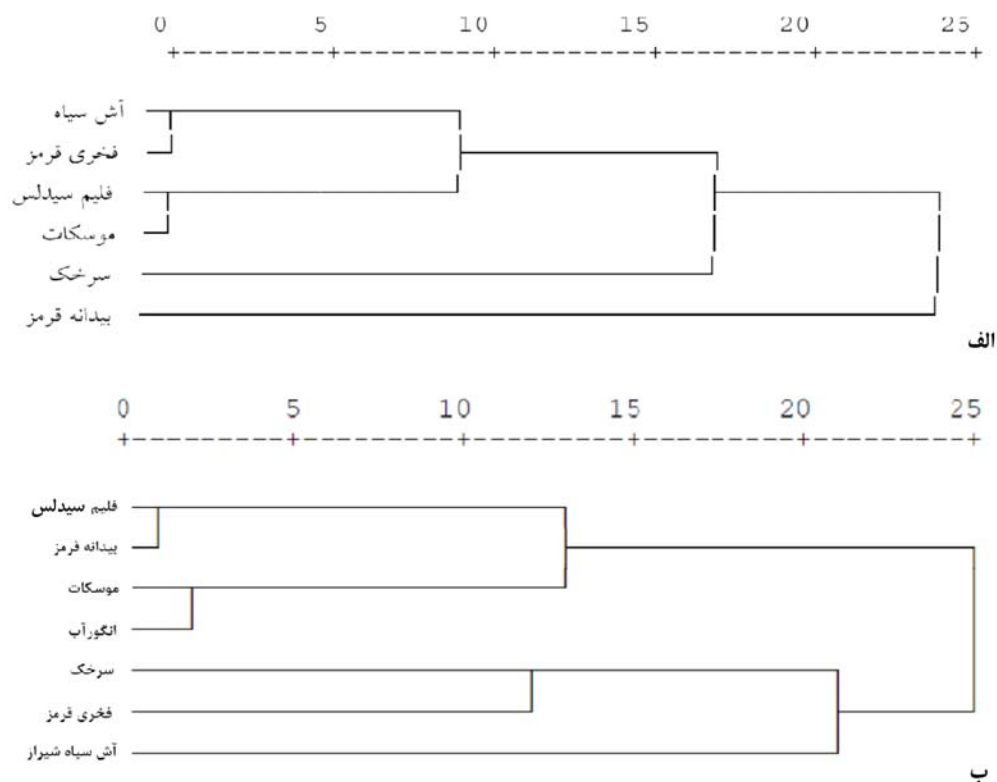 0 5 10 15 20 25
آش سیاه
فخری قرمز
فلیم سیدلس
موسکات
سرخک
بیدانه قرمز
الف
0 5 10 15 20 25
فلیم سیدلس
بیدانه قرمز
موسکات
انگورآب
سرخک
فخری قرمز
آش سیاه شیراز
ب